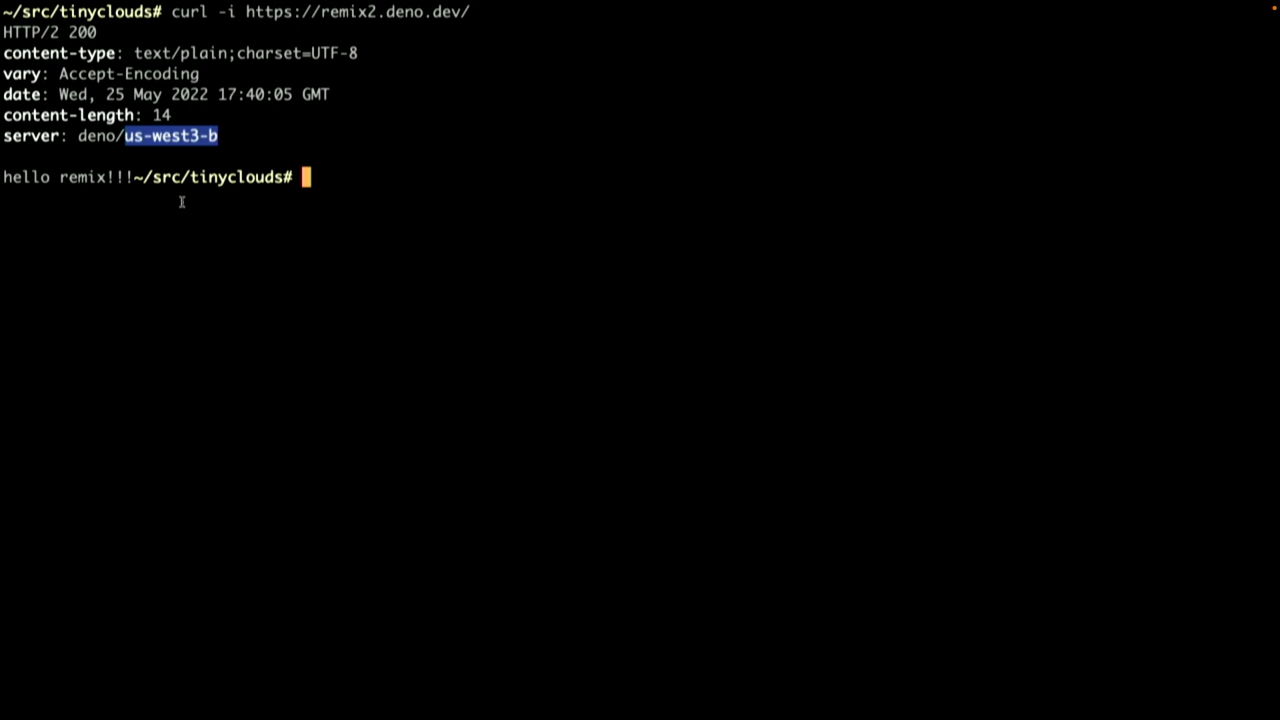 ~/src/tinyclouds# curl -i https://remix2.deno.dev/
HTTP/2 200
content-type: text/plain;charset=UTF-8
vary: Accept-Encoding
date: Wed, 25 May 2022 17:40:05 GMT
content-length: 14
server: deno/us-west3-b
hello remix!!!~/src/tinyclouds#